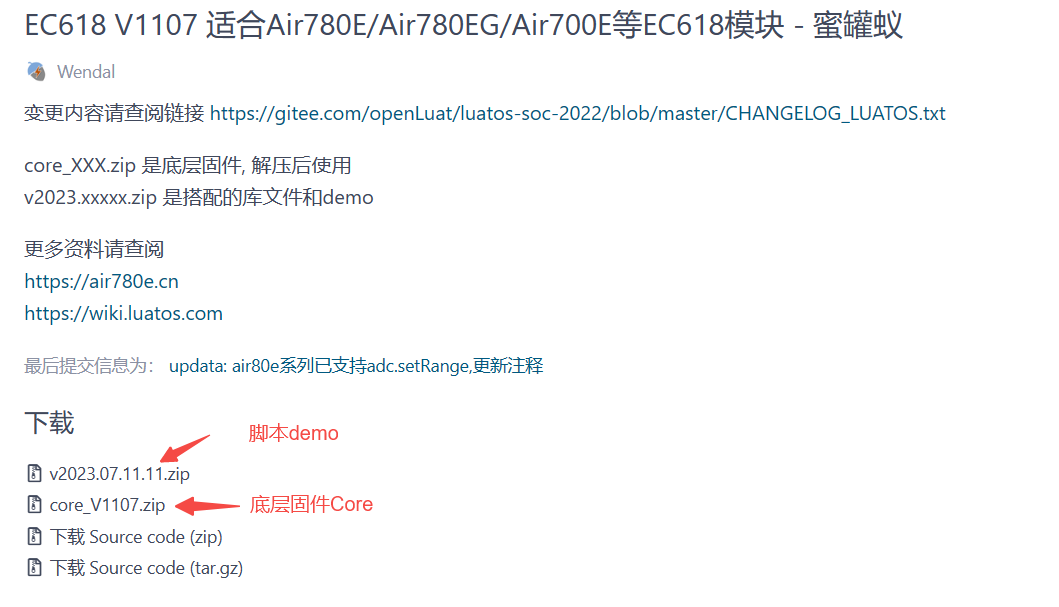 EC618 V1107 适合Air780E/Air780EG/Air700E等EC618模块 - 蜜罐蚁
Wendal
变更内容请查阅链接 https://gitee.com/openLuat/luatos-soc-2022/blob/master/CHANGELOG_LUATOS.txt
core_XXX.zip 是底层固件, 解压后使用
v2023.xxxxx.zip 是搭配的库文件和demo
更多资料请查阅
https://air780e.cn
https://wiki.luatos.com
最后提交信息为： updata: air80e系列已支持adc.setRange,更新注释
下载
脚本demo
v2023.07.11.11.zip
core_V1107.zip 底层固件Core
下载 Source code (zip)
下载 Source code (tar.gz)